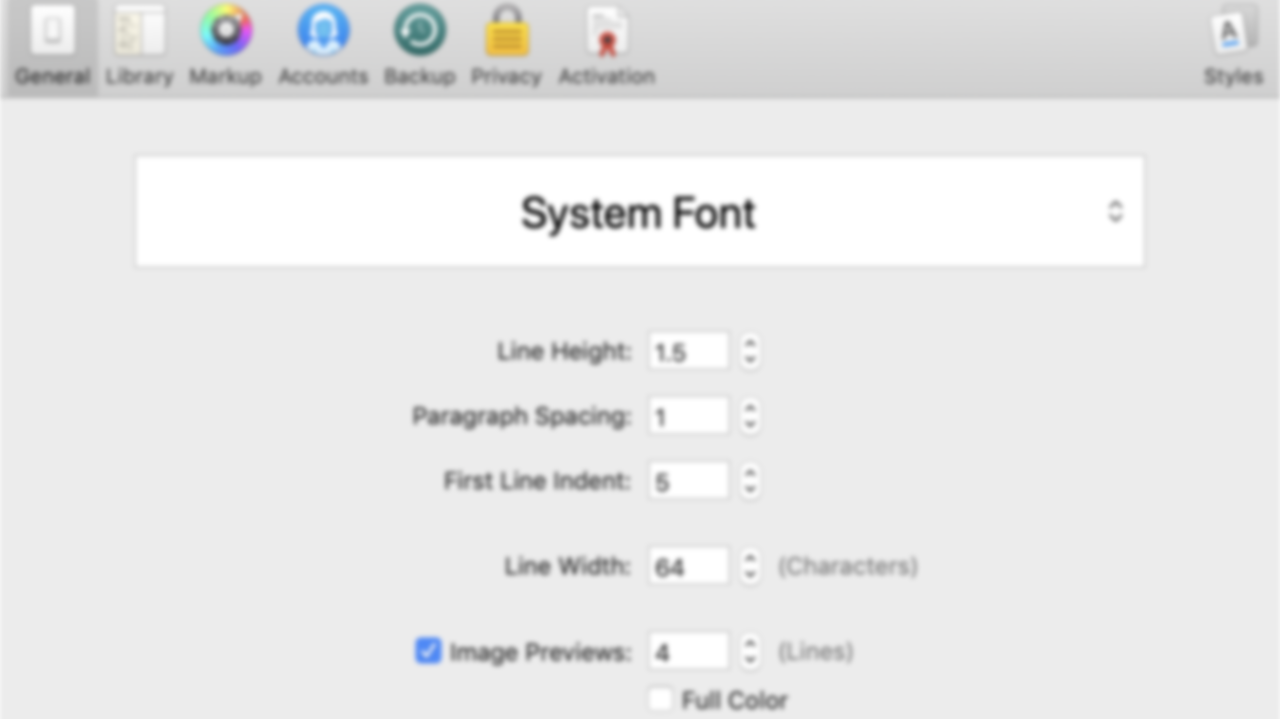 General Library Markup Accounts Backup Privacy Activation Styles
System Font
Line Height: 1.5
Paragraph Spacing: 1
First Line Indent: 5
Line Width: 64 (Characters)
Image Previews: 4 (Lines)
Full Color